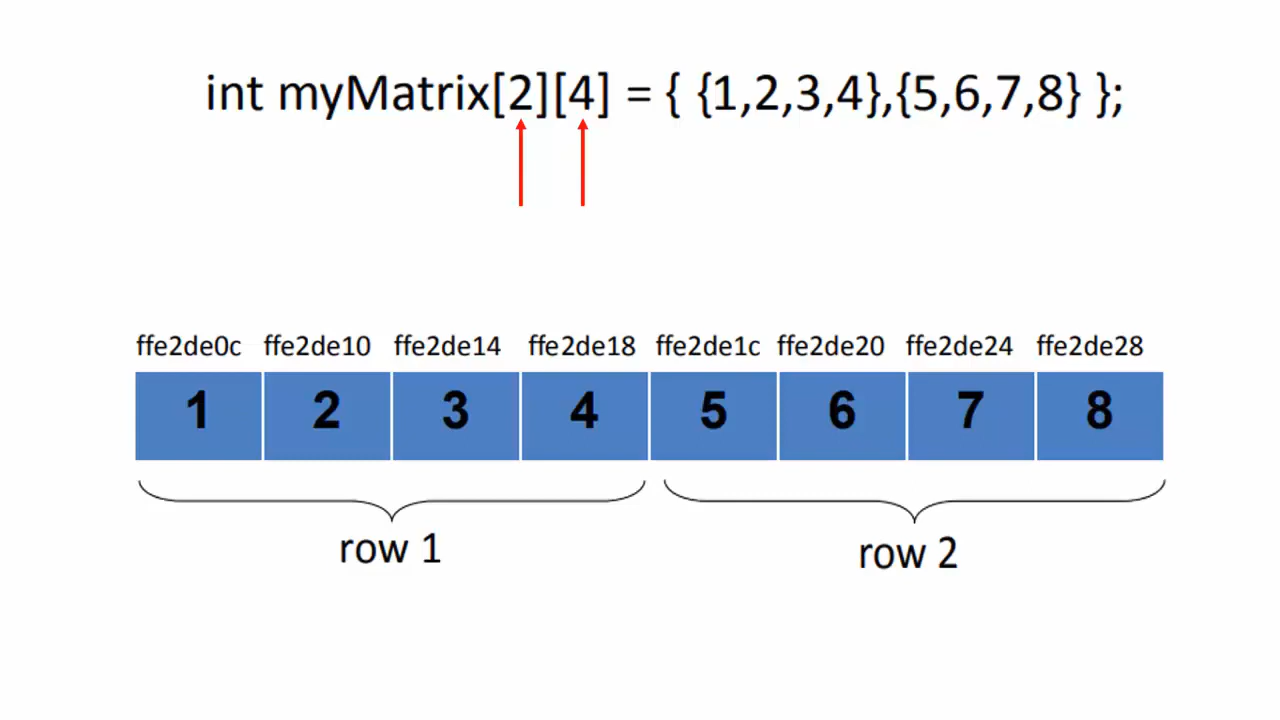 int myMatrix[2][4] = { {1,2,3,4},{5,6,7,8} };
ffe2de0c ffe2de10 ffe2de14 ffe2de18 ffe2de1c ffe2de20 ffe2de24 ffe2de28
1 2 3 4 5 6 7 8
row 1 row 2